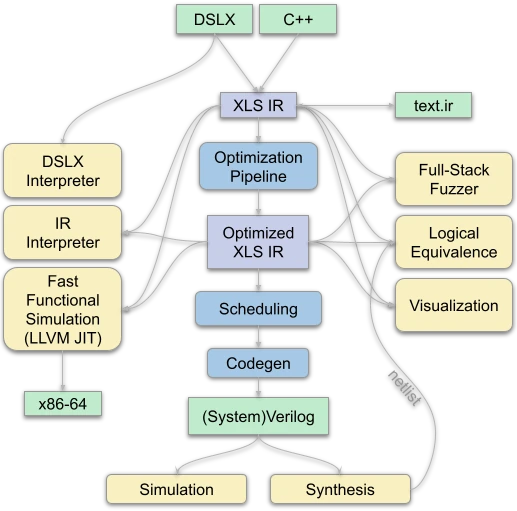 DSLX
C++
XLS IR
text.ir
DSLX
Interpreter
Optimization
Pipeline
Full-Stack
Fuzzer
IR
Interpreter
Optimized
XLS IR
Logical
Equivalence
Fast
Functional
Simulation
(LLVM JIT)
Scheduling
Visualization
Codegen
netlist
x86-64
(System)Verilog
Simulation
Synthesis